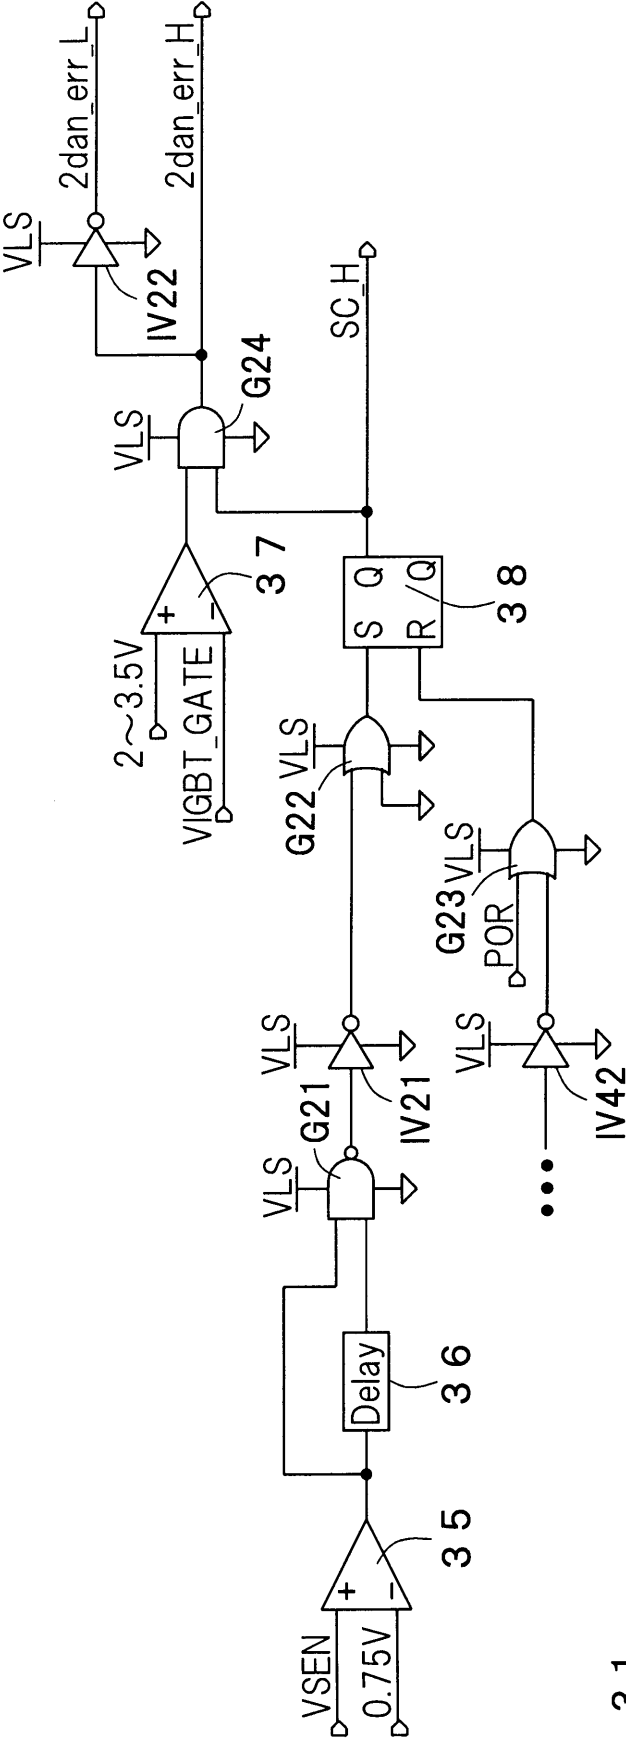 VLS
2dan_err_L
IV22
2dan_err_H
VLS
G24
SC_H
2～3.5V
VIGBT_GATE
+
−
37
S
Q
R
Q
38
VLS
G22
VLS
G23
POR
VLS
IV42
VLS
IV21
VLS
G21
Delay
36
VSEN
0.75V
+
−
35
31